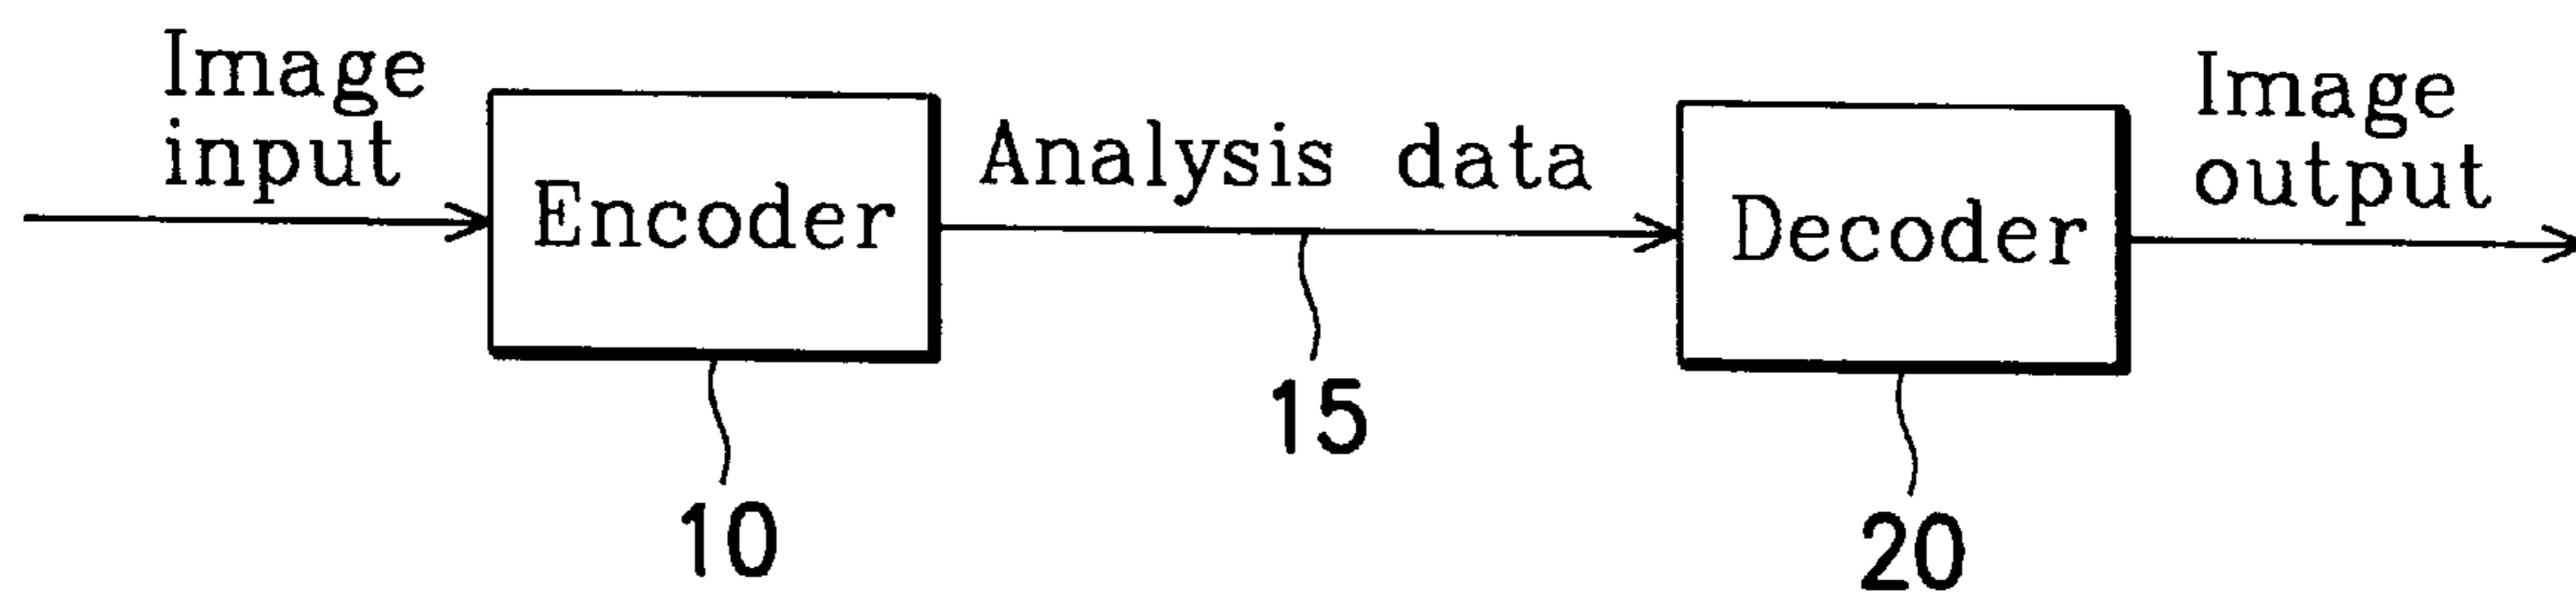 Image
input
Encoder
Analysis data
Decoder
Image
output
10
15
20